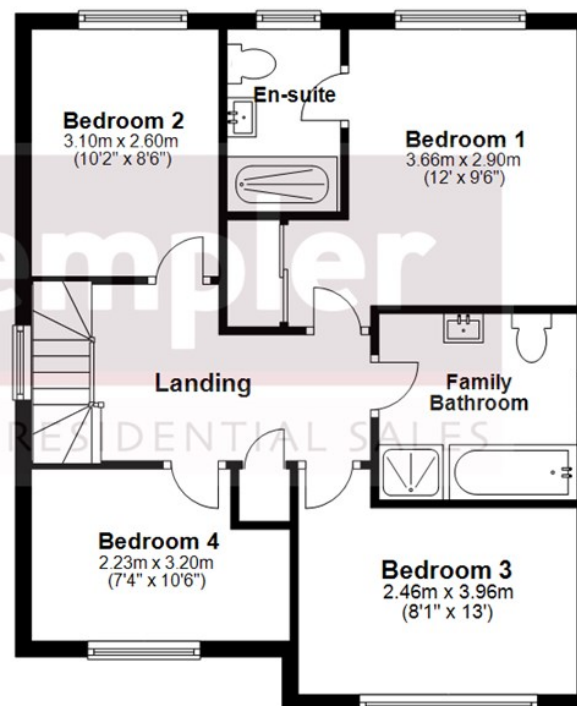 Bedroom 2
3.10m x 2.60m
(10'2" x 8'6")
En-suite
Bedroom 1
3.66m x 2.90m
(12' x 9'6")
empler
Landing
Family
Bathroom
RESIDENTIAL SALES
Bedroom 4
2.23m x 3.20m
(7'4" x 10'6")
Bedroom 3
2.46m x 3.96m
(8'1" x 13')